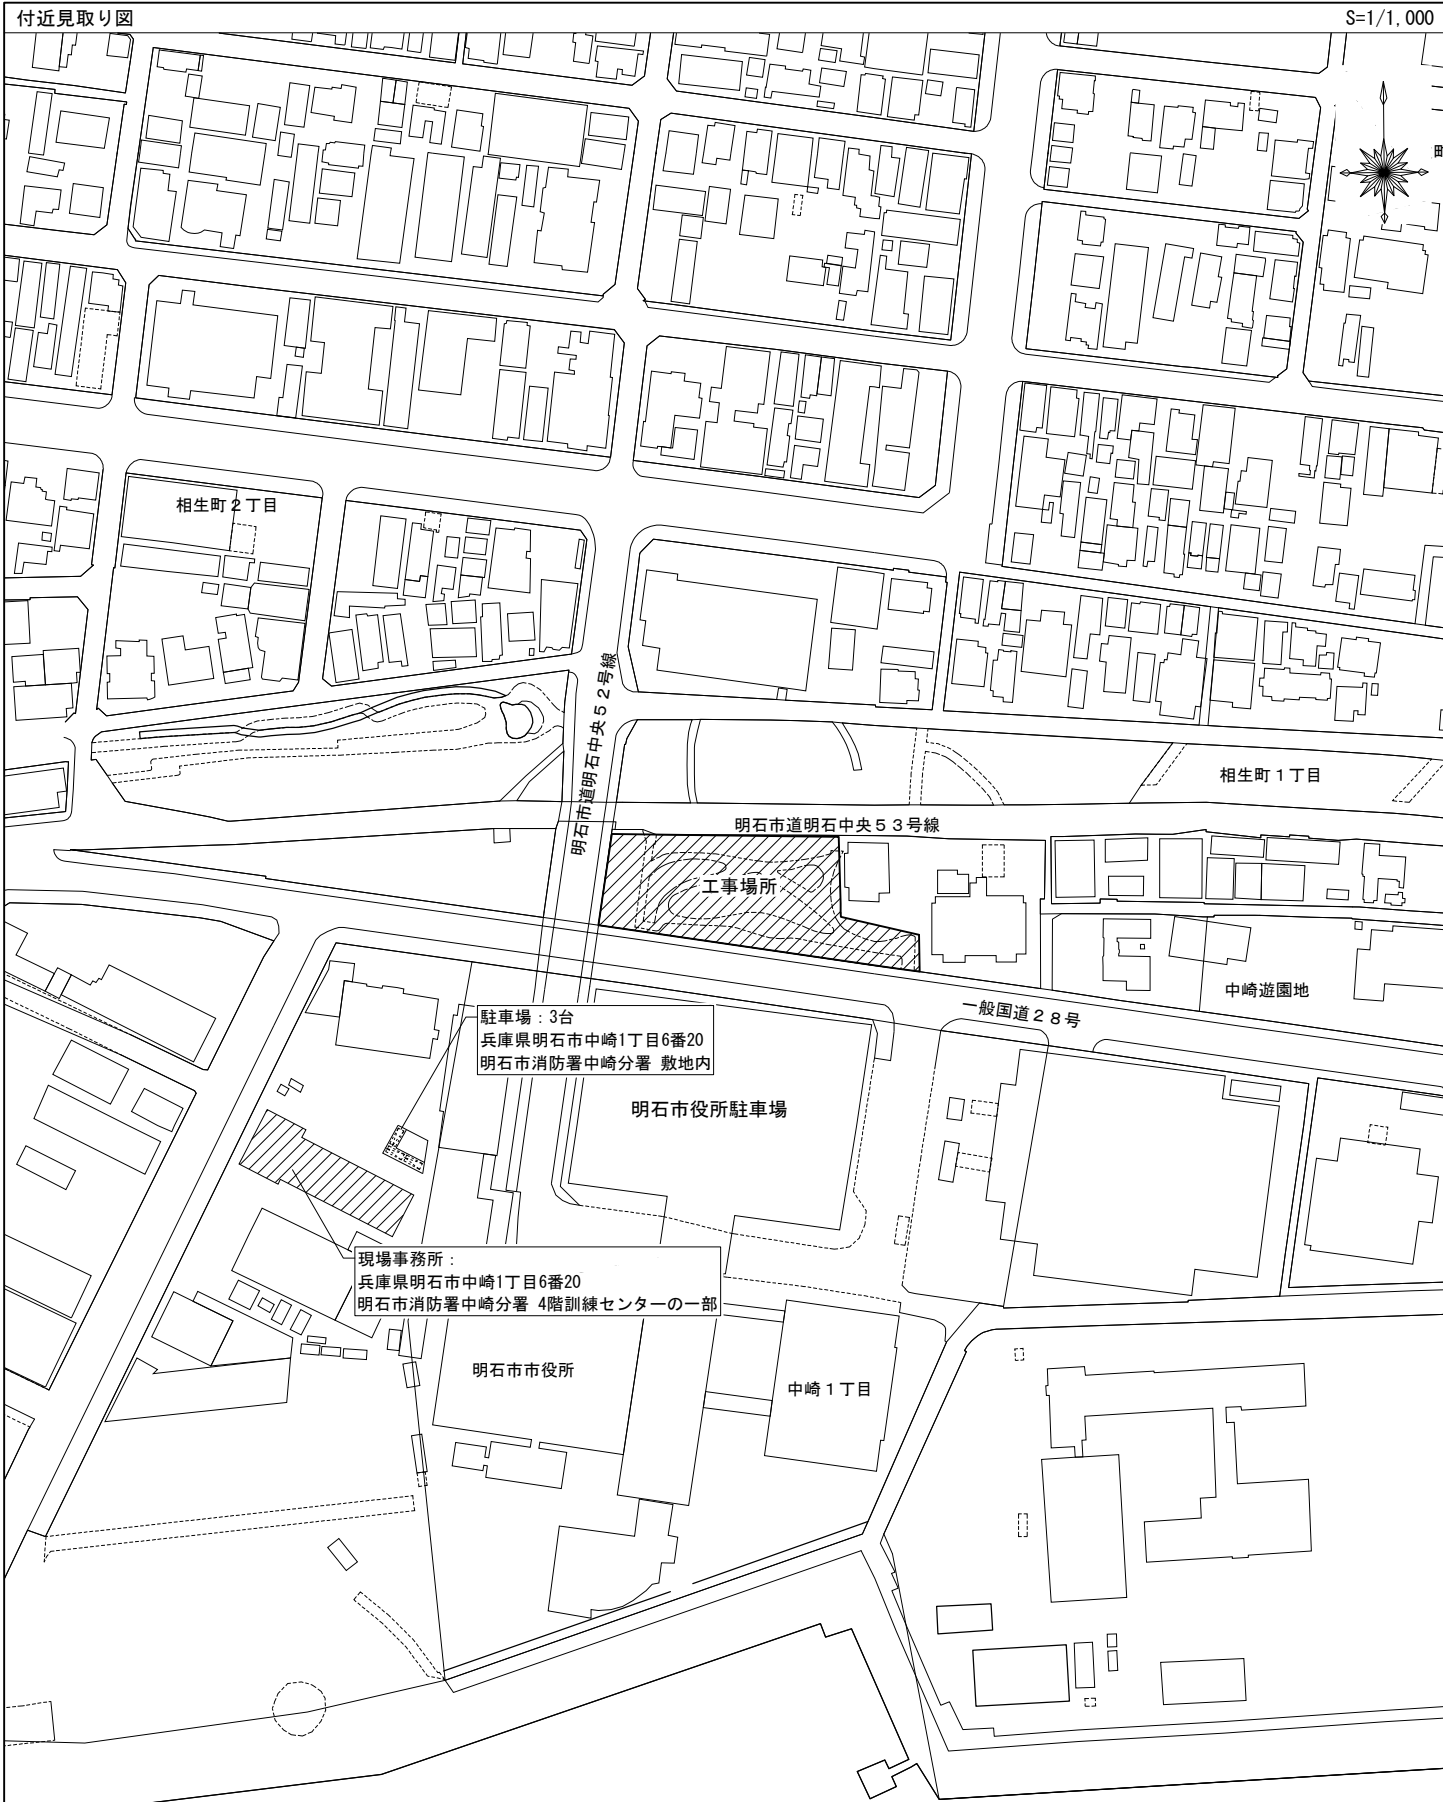 付近見取り図
S=1/1,000
町
相生町２丁目
明石市道明石中央５２号線
相生町１丁目
明石市道明石中央５３号線
工事場所
中崎遊園地
一般国道２８号
駐車場：3台
兵庫県明石市中崎1丁目6番20
明石市消防署中崎分署 敷地内
明石市役所駐車場
現場事務所：
兵庫県明石市中崎1丁目6番20
明石市消防署中崎分署 4階訓練センターの一部
明石市市役所
中崎１丁目